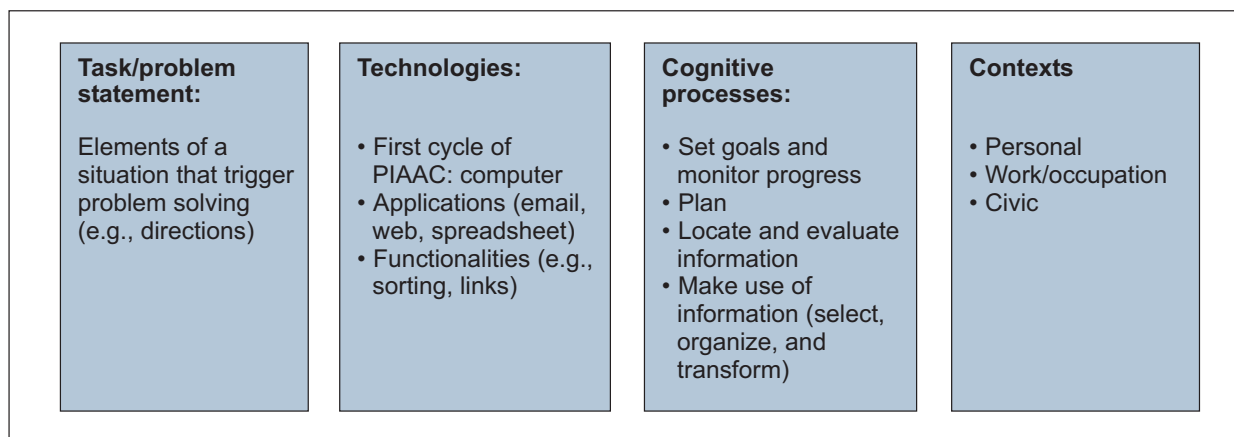 Task/problem
statement:
Elements of a
situation that trigger
problem solving
(e.g., directions)
Technologies:
• First cycle of
PIAAC: computer
• Applications (email,
web, spreadsheet)
• Functionalities (e.g.,
sorting, links)
Cognitive
processes:
• Set goals and
monitor progress
• Plan
• Locate and evaluate
information
• Make use of
information (select,
organize, and
transform)
Contexts
• Personal
• Work/occupation
• Civic